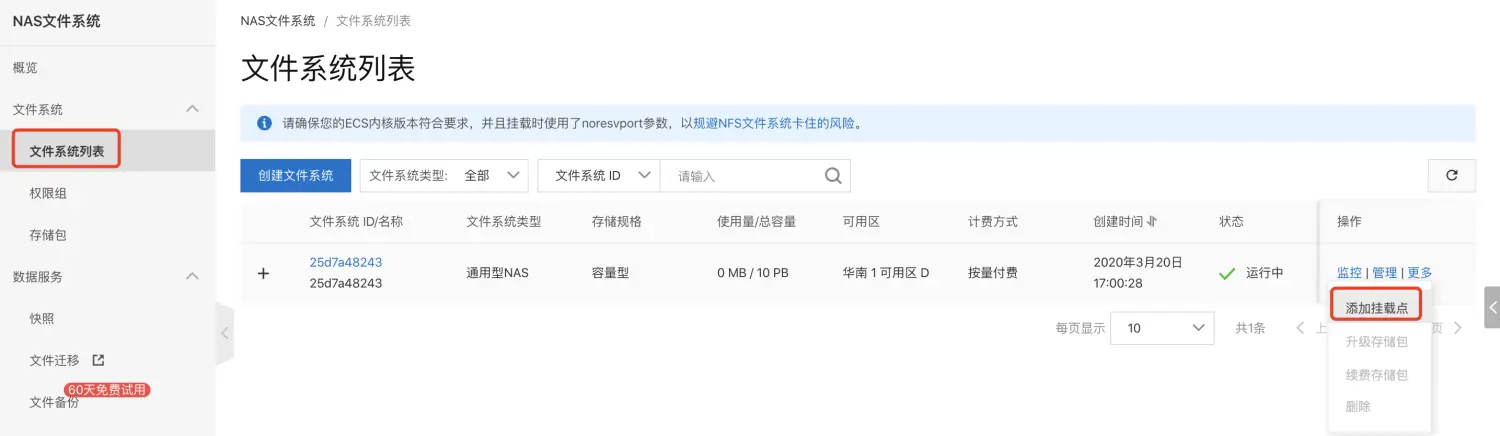 NAS文件系统
概览
文件系统
文件系统列表
权限组
存储包
数据服务
快照
文件迁移
60天免费试用
文件备份
NAS文件系统 / 文件系统列表
文件系统列表
请确保您的ECS内核版本符合要求，并且挂载时使用了noresvport参数，以规避NFS文件系统卡住的风险。
创建文件系统 文件系统类型: 全部 文件系统 ID 请输入
文件系统 ID/名称 文件系统类型 存储规格 使用量/总容量 可用区 计费方式 创建时间 状态 操作
25d7a48243
25d7a48243
通用型NAS 容量型 0 MB / 10 PB 华南 1 可用区 D 按量付费
2020年3月20日
17:00:28
运行中 监控 | 管理 | 更多
添加挂载点
升级存储包
续费存储包
删除
每页显示 10 共1条 上 页